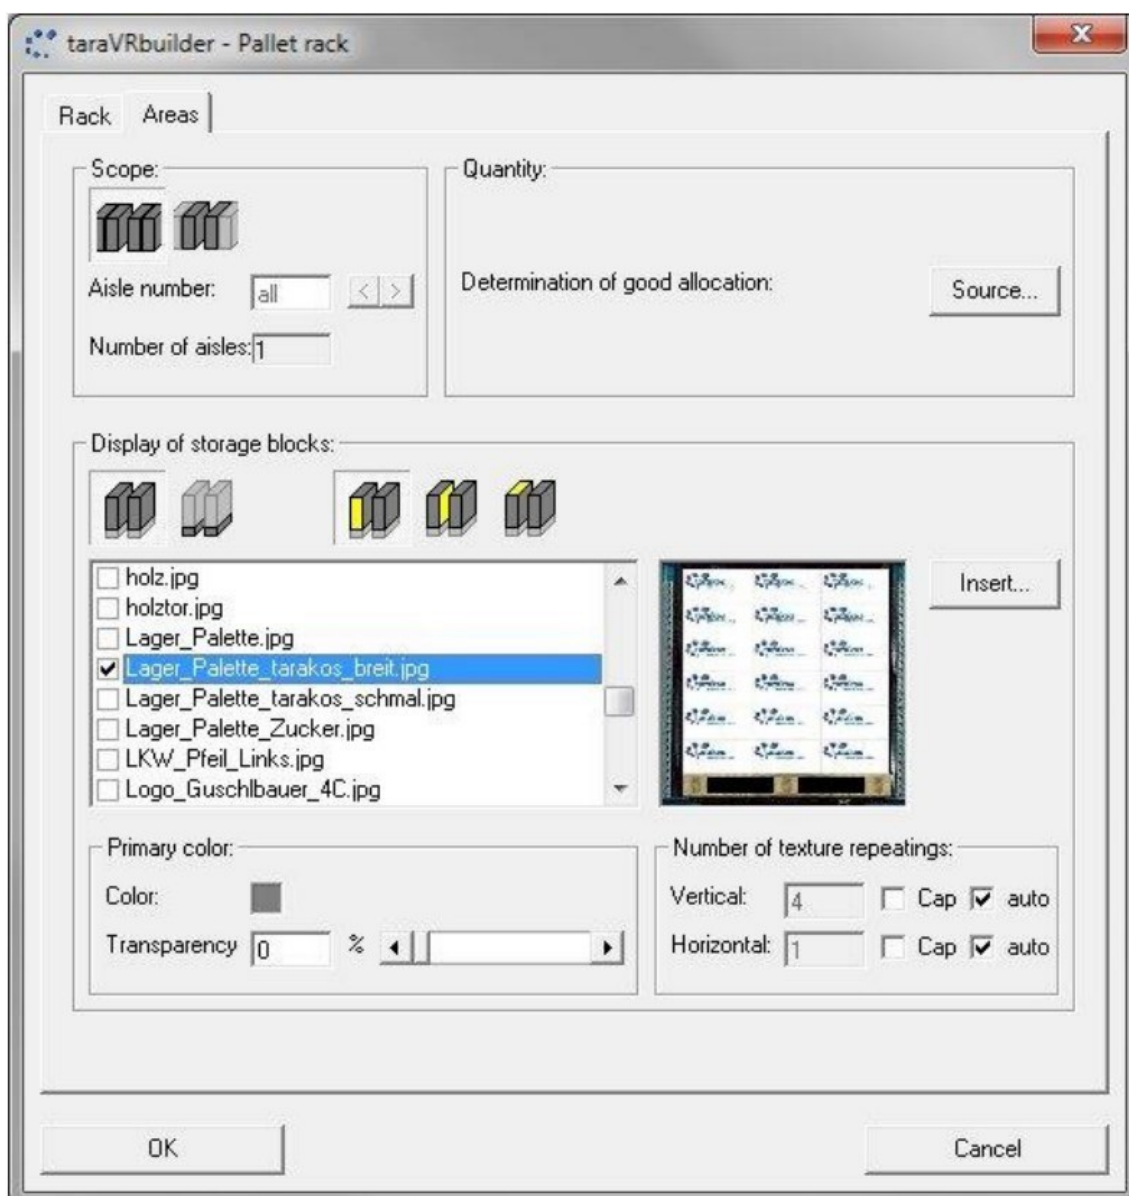 taraVRbuilder - Pallet rack
Rack
Areas
Scope:
Aisle number: all < >
Number of aisles: 1
Quantity:
Determination of good allocation:
Source...
Display of storage blocks:
holz.jpg
holztor.jpg
Lager_Palette.jpg
Lager_Palette_tarakos_breit.jpg
Lager_Palette_tarakos_schmal.jpg
Lager_Palette_Zucker.jpg
LKW_Pfeil_Links.jpg
Logo_Guschlbauer_4C.jpg
Insert...
Primary color:
Color:
Transparency 0 %
Number of texture repeatings:
Vertical: 4 Cap auto
Horizontal: 1 Cap auto
OK
Cancel